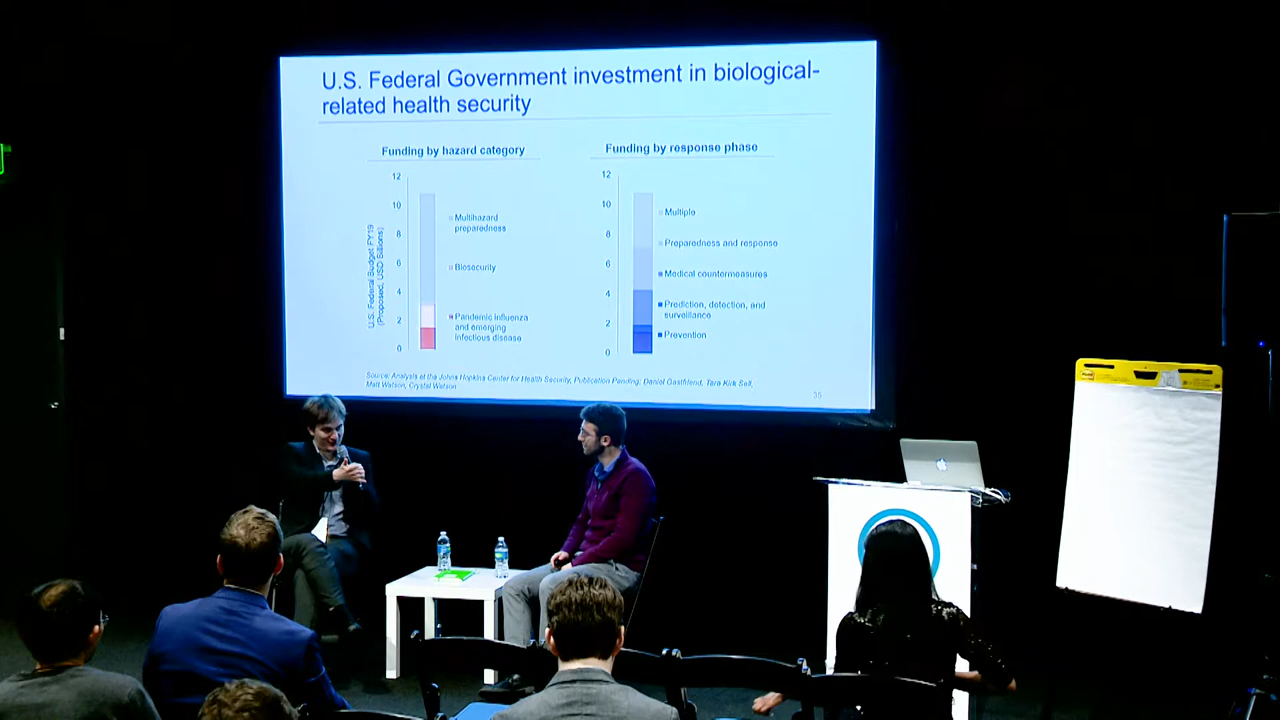 U.S. Federal Government investment in biological-
related health security
Funding by hazard category
12
10
8
6
4
2
0
U.S. Federal Budget FY19
(Proposed, USD Billions)
Multihazard
preparedness
Biosecurity
Pandemic influenza
and emerging
infectious disease
Funding by response phase
12
10
8
6
4
2
0
Multiple
Preparedness and response
Medical countermeasures
Prediction, detection, and
surveillance
Prevention
Source: Analysis at the Johns Hopkins Center for Health Security, Publication Pending; Daniel Gastfriend, Tara Kirk Sell,
Matt Watson, Crystal Watson
35